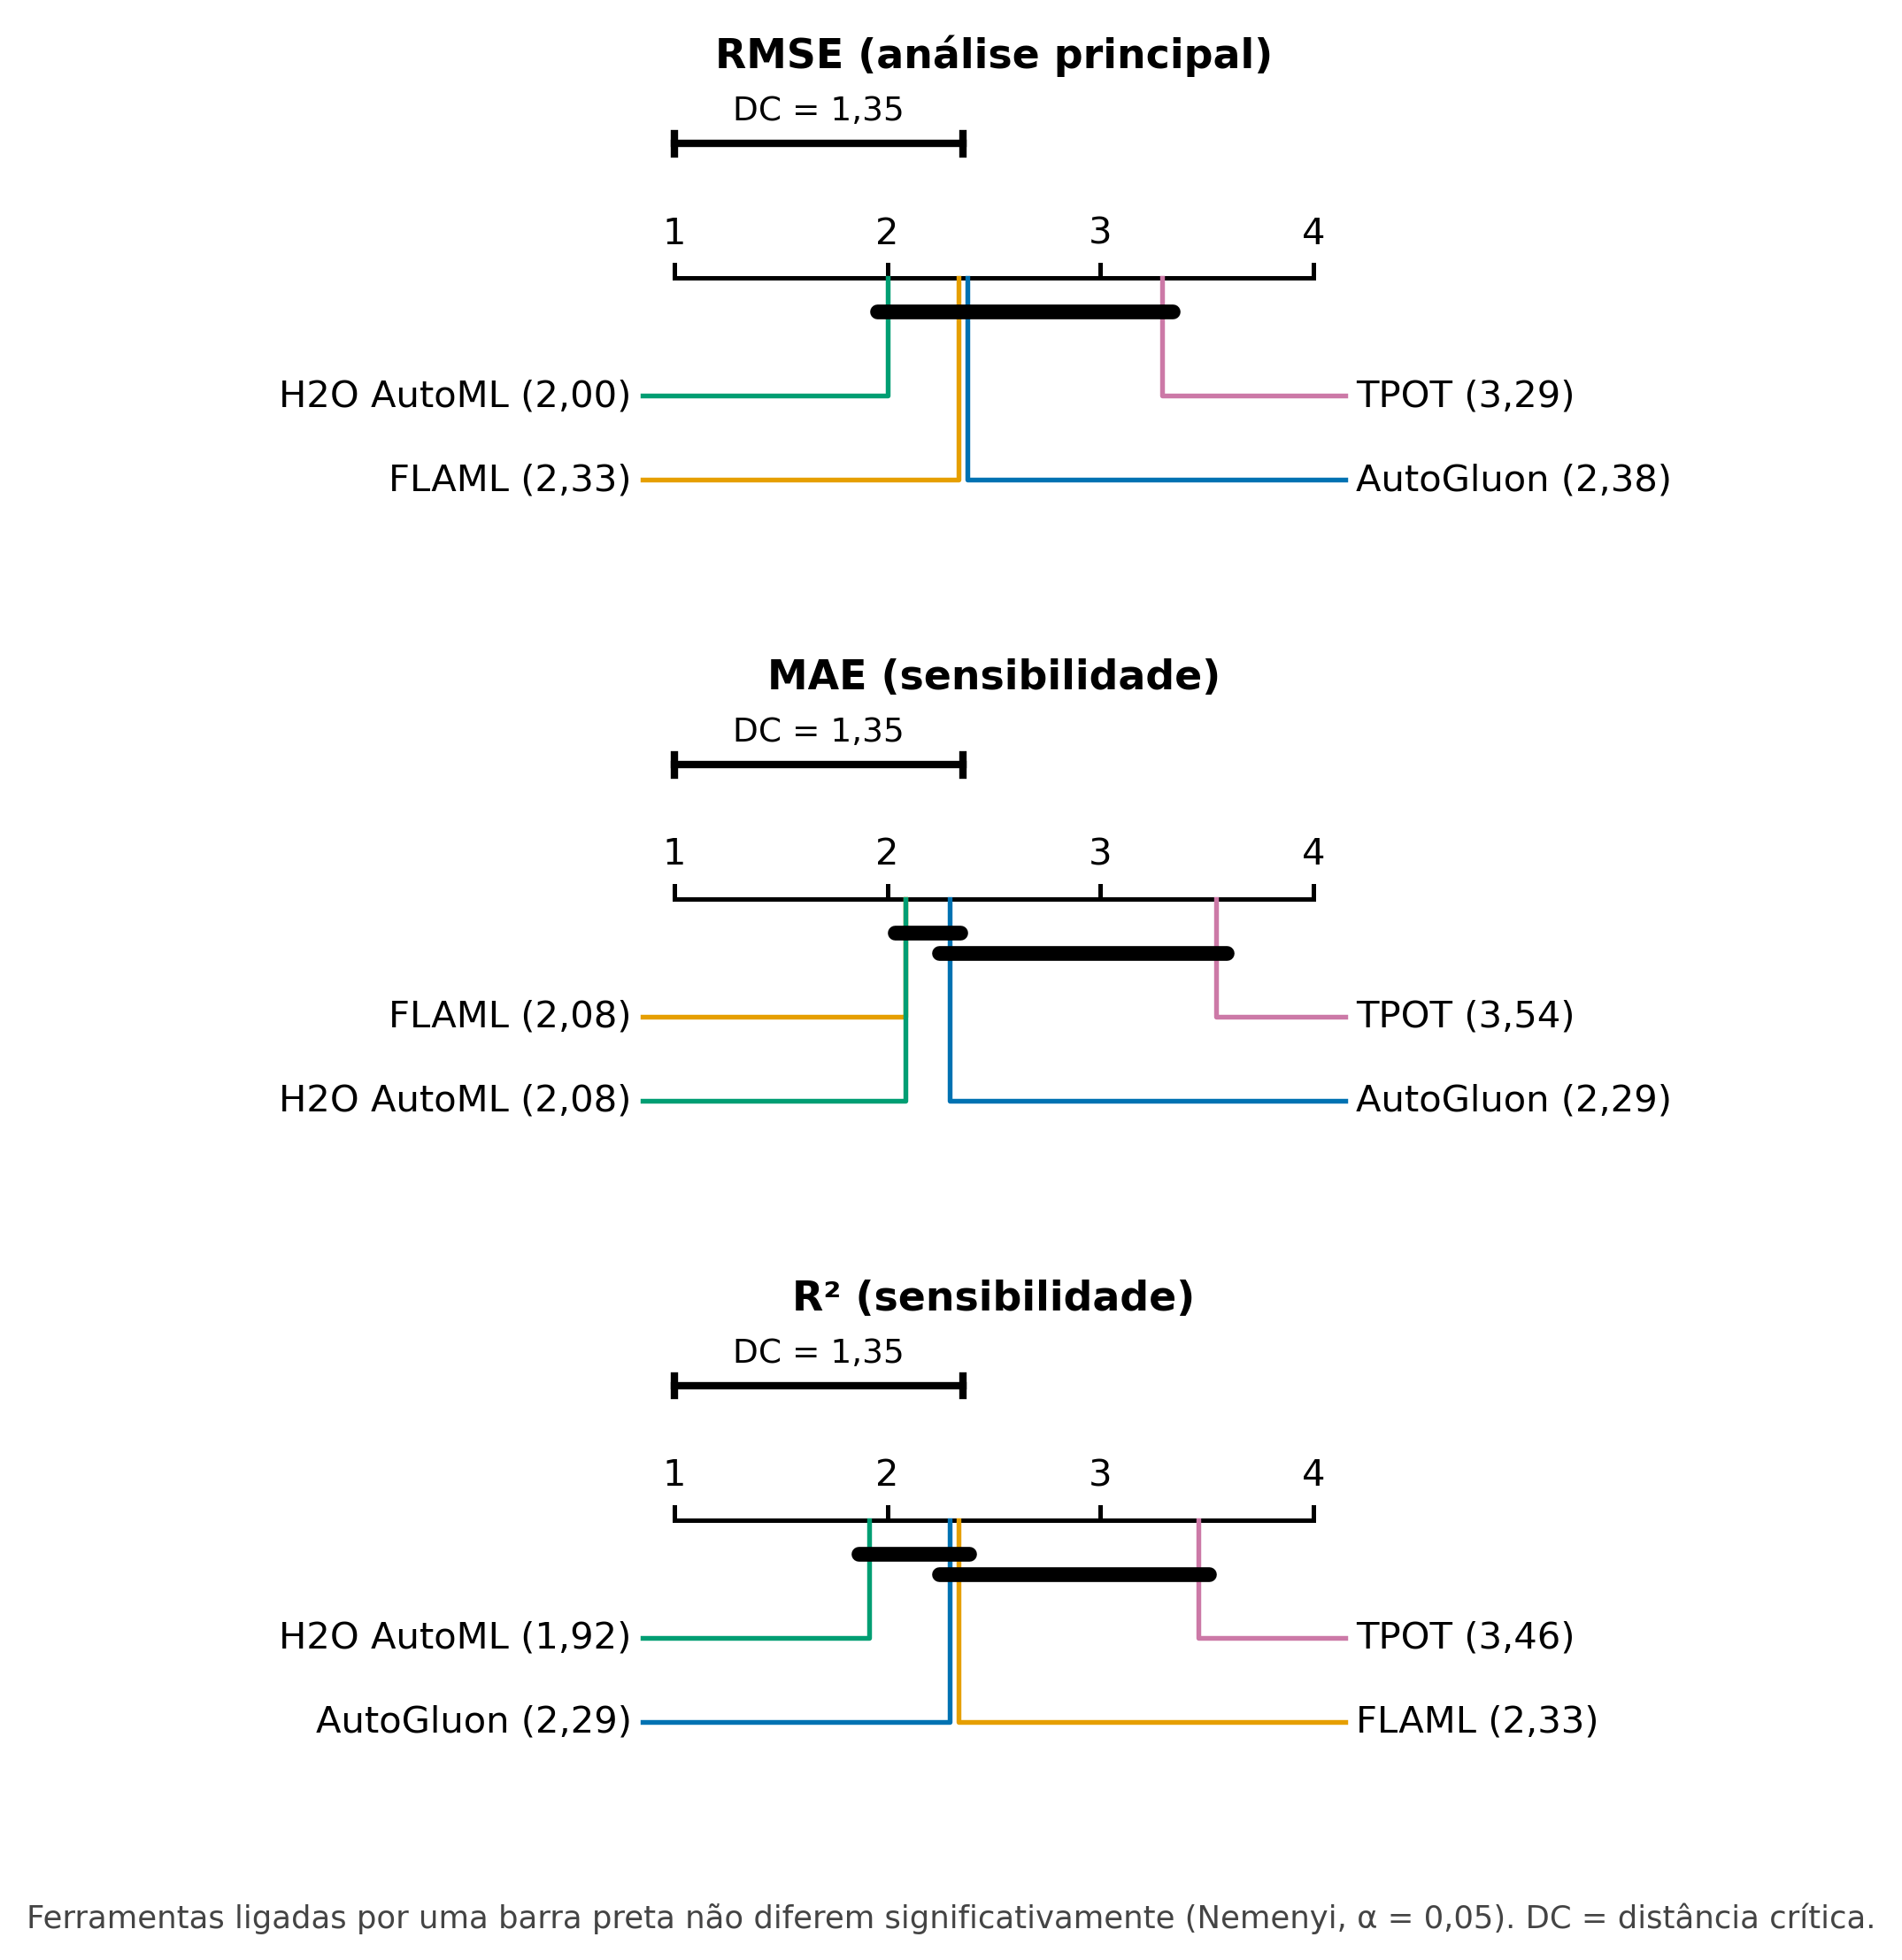 RMSE (análise principal)
DC = 1,35
1 2 3 4
H2O AutoML (2,00) TPOT (3,29)
FLAML (2,33) AutoGluon (2,38)
MAE (sensibilidade)
DC = 1,35
1 2 3 4
FLAML (2,08) TPOT (3,54)
H2O AutoML (2,08) AutoGluon (2,29)
R² (sensibilidade)
DC = 1,35
1 2 3 4
H2O AutoML (1,92) TPOT (3,46)
AutoGluon (2,29) FLAML (2,33)
Ferramentas ligadas por uma barra preta não diferem significativamente (Nemenyi, α = 0,05). DC = distância crítica.